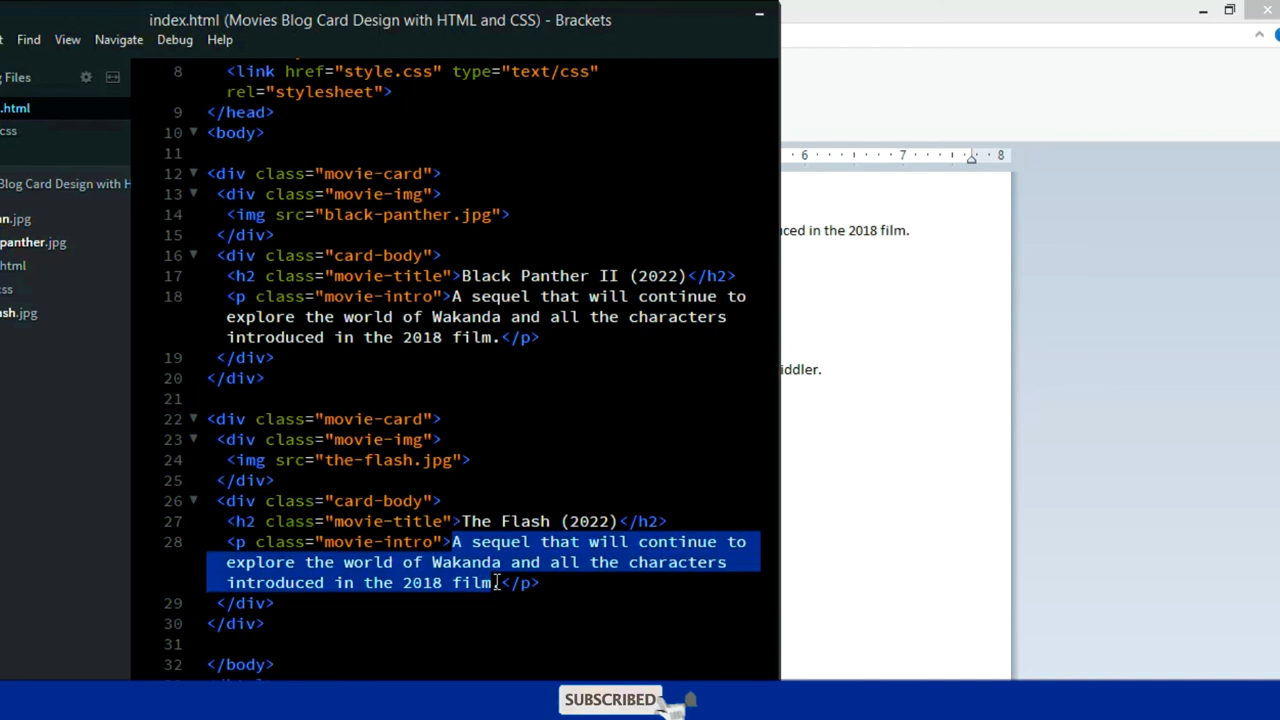 index.html (Movies Blog Card Design with HTML and CSS) - Brackets
Find View Navigate Debug Help
Files
.html
css
Blog Card Design with H
an.jpg
panther.jpg
html
ss
ash.jpg
8 <link href="style.css" type="text/css"
rel="stylesheet">
9 </head>
10 <body>
11
12 <div class="movie-card">
13 <div class="movie-img">
14 <img src="black-panther.jpg">
15 </div>
16 <div class="card-body">
17 <h2 class="movie-title">Black Panther II (2022)</h2>
18 <p class="movie-intro">A sequel that will continue to
explore the world of Wakanda and all the characters
introduced in the 2018 film.</p>
19 </div>
20 </div>
21
22 <div class="movie-card">
23 <div class="movie-img">
24 <img src="the-flash.jpg">
25 </div>
26 <div class="card-body">
27 <h2 class="movie-title">The Flash (2022)</h2>
28 <p class="movie-intro">A sequel that will continue to
explore the world of Wakanda and all the characters
introduced in the 2018 film.</p>
29 </div>
30 </div>
31
32 </body>
6 7 8
ced in the 2018 film.
iddler.
SUBSCRIBED